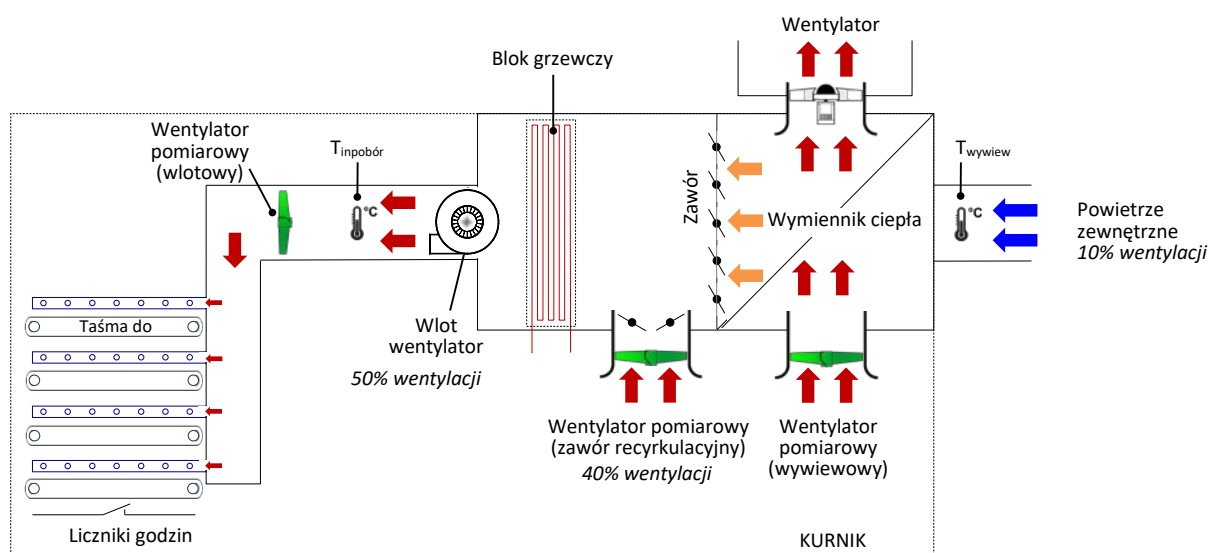 Wentylator
Blok grzewczy
Wentylator
pomiarowy
(wlotowy)
Tinpobór
°C
Zawór
Wymiennik ciepła
Twywiew
°C
Powietrze
zewnętrzne
10% wentylacji
Taśma do
Wlot
wentylator
50% wentylacji
Wentylator pomiarowy
(zawór recyrkulacyjny)
40% wentylacji
Wentylator
pomiarowy
(wywiewowy)
Liczniki godzin
KURNIK